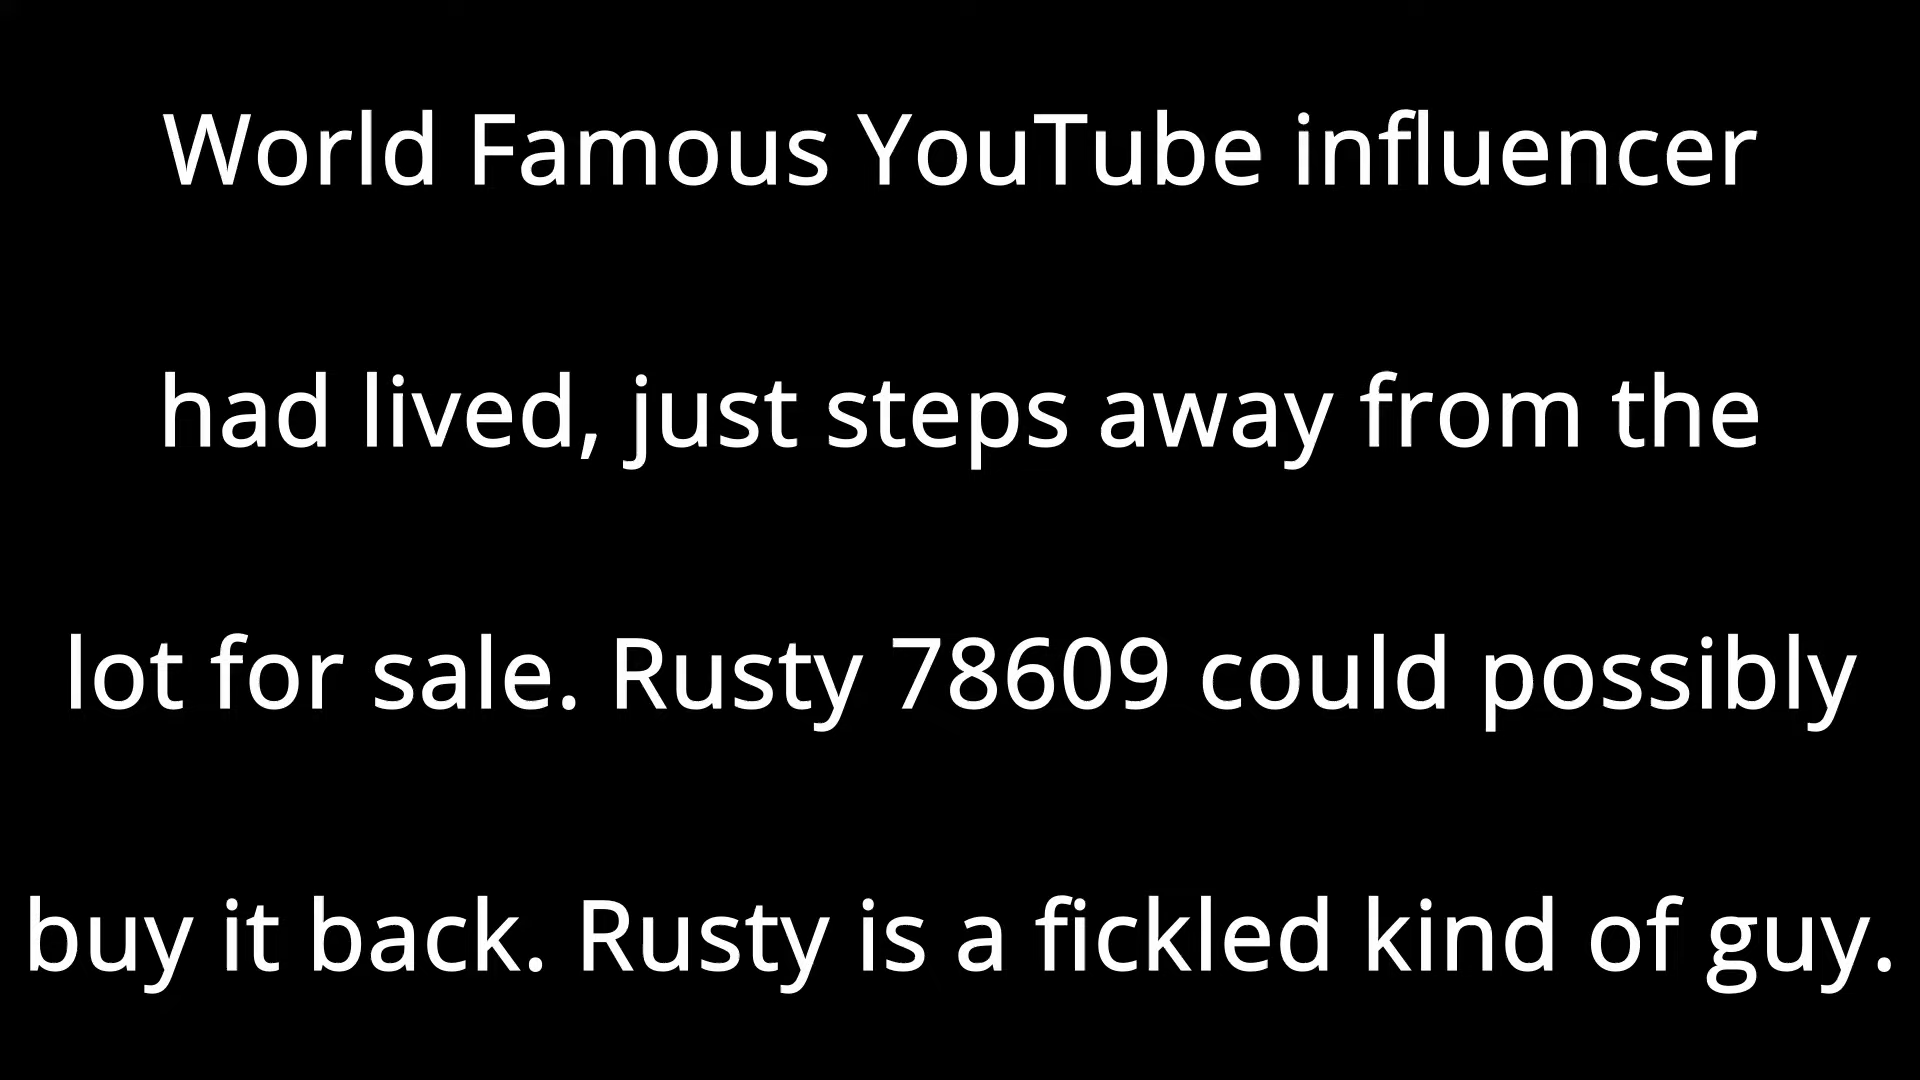 World Famous YouTube influencer
had lived, just steps away from the
lot for sale. Rusty 78609 could possibly
buy it back. Rusty is a fickled kind of guy.